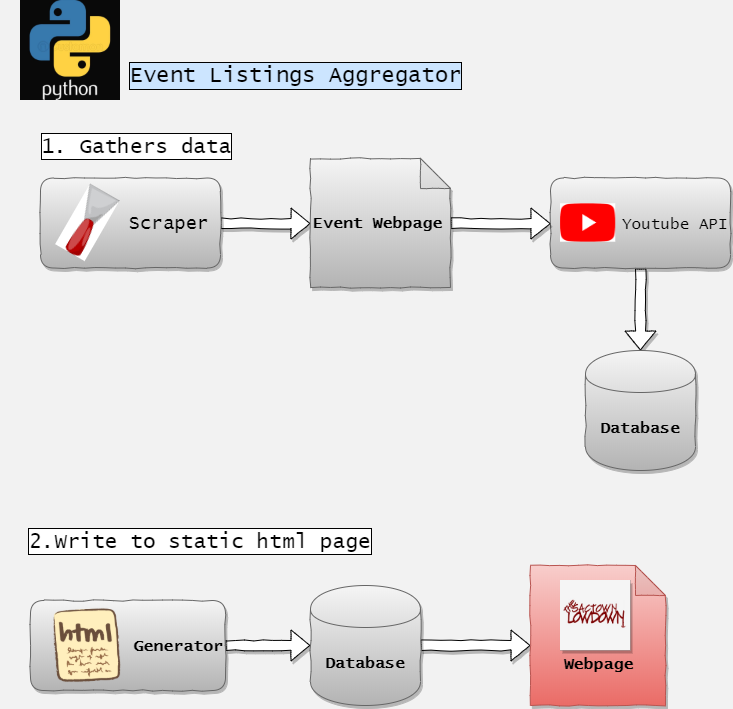 python
Event Listings Aggregator
1. Gathers data
Scraper
Event Webpage
Youtube API
Database
2.Write to static html page
html
Generator
Database
THE SACTOWN
LOWDOWN
Webpage